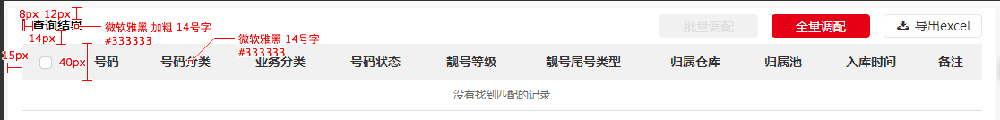 8px 12px
查询结果 微软雅黑 加粗 14号字 批量调配 全量调配 导出excel
14px #333333 微软雅黑 14号字
#333333
15px 40px 号码 号码分类 业务分类 号码状态 靓号等级 靓号尾号类型 归属仓库 归属池 入库时间 备注
没有找到匹配的记录